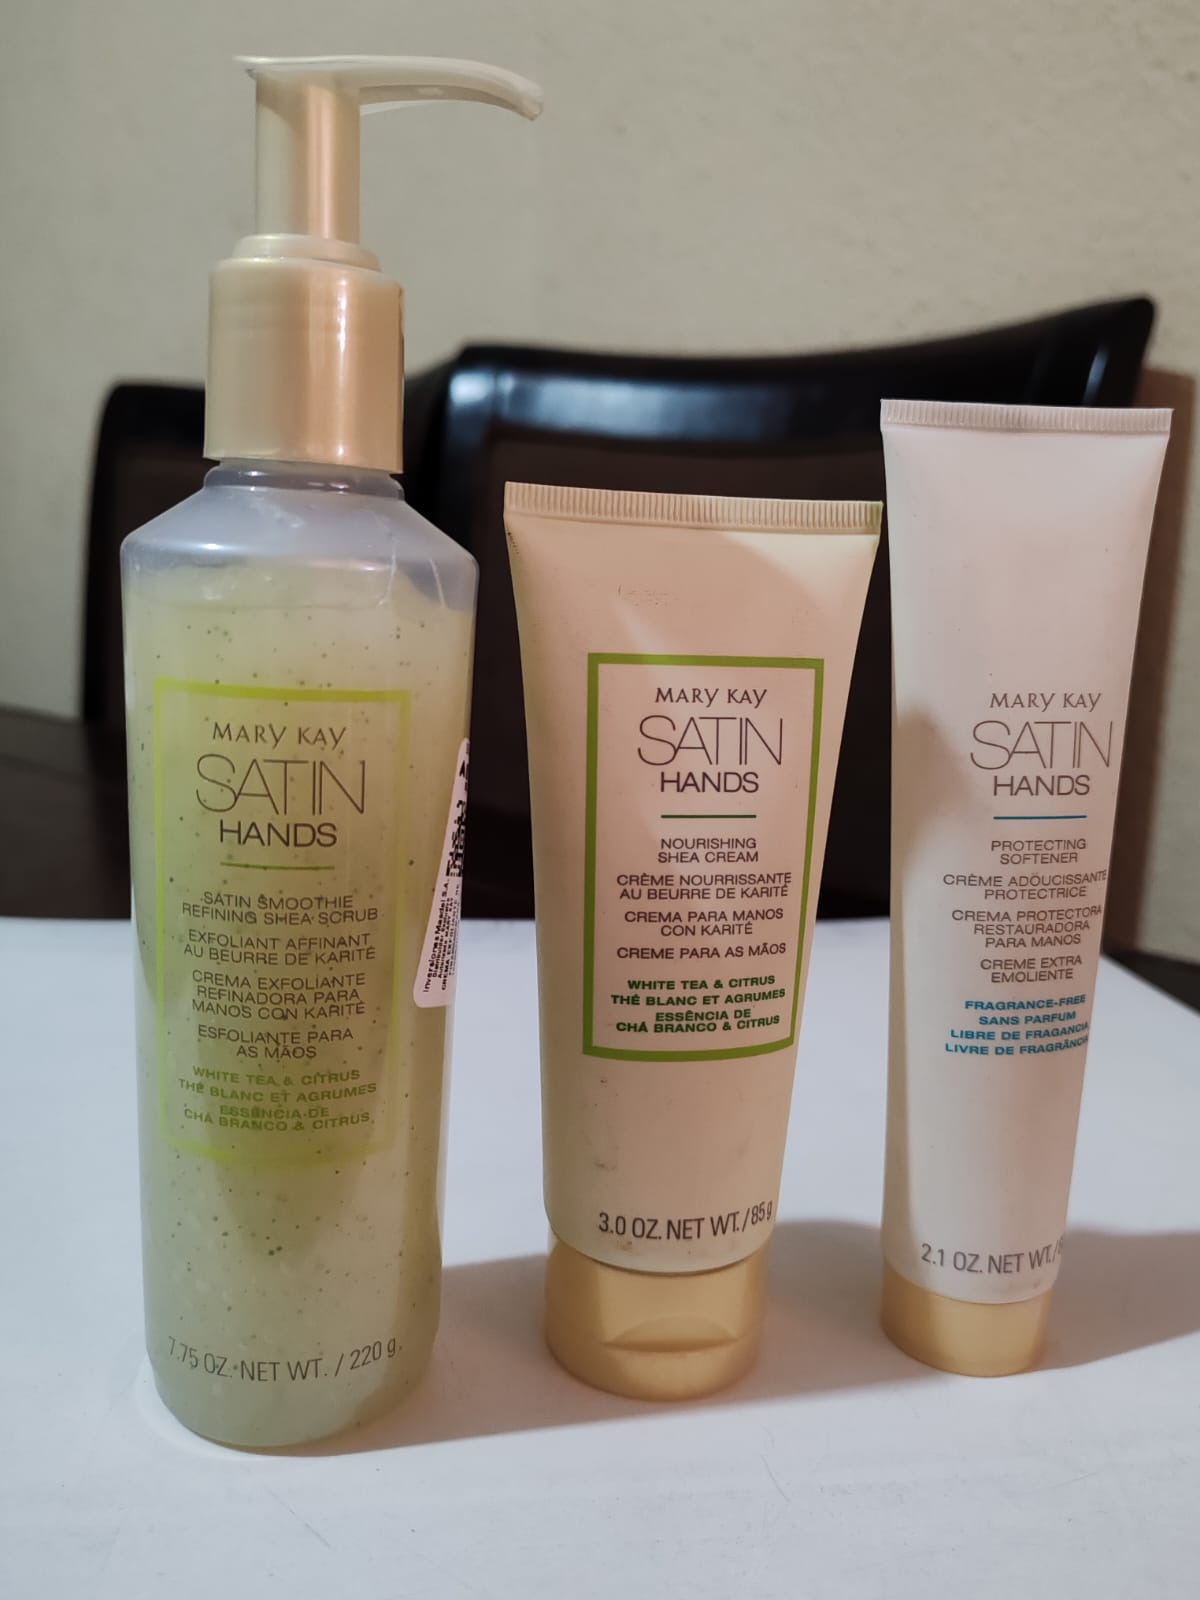 MARY KAY
SATIN
HANDS
SATIN SMOOTHIE
REFINING SHEA SCRUB
EXFOLIANT AFFINANT
AU BEURRE DE KARITÉ
CREMA EXFOLIANTE
REFINADORA PARA
MANOS CON KARITÉ
ESFOLIANTE PARA
AS MÃOS
WHITE TEA & CITRUS
THÉ BLANC ET AGRUMES
ESSÊNCIA DE
CHÁ BRANCO & CITRUS
7.75 OZ. NET WT. / 220 g
MARY KAY
SATIN
HANDS
NOURISHING
SHEA CREAM
CRÈME NOURRISSANTE
AU BEURRE DE KARITÉ
CREMA PARA MANOS
CON KARITÉ
CREME PARA AS MÃOS
WHITE TEA & CITRUS
THÉ BLANC ET AGRUMES
ESSÊNCIA DE
CHÁ BRANCO & CITRUS
3.0 OZ. NET WT. / 85 g
MARY KAY
SATIN
HANDS
PROTECTING
SOFTENER
CRÈME ADOUCISSANTE
PROTECTRICE
CREMA PROTECTORA
RESTAURADORA
PARA MANOS
CREME EXTRA
EMOLIENTE
FRAGRANCE-FREE
SANS PARFUM
LIBRE DE FRAGANCIA
LIVRE DE FRAGRÂNCIA
2.1 OZ. NET WT. /